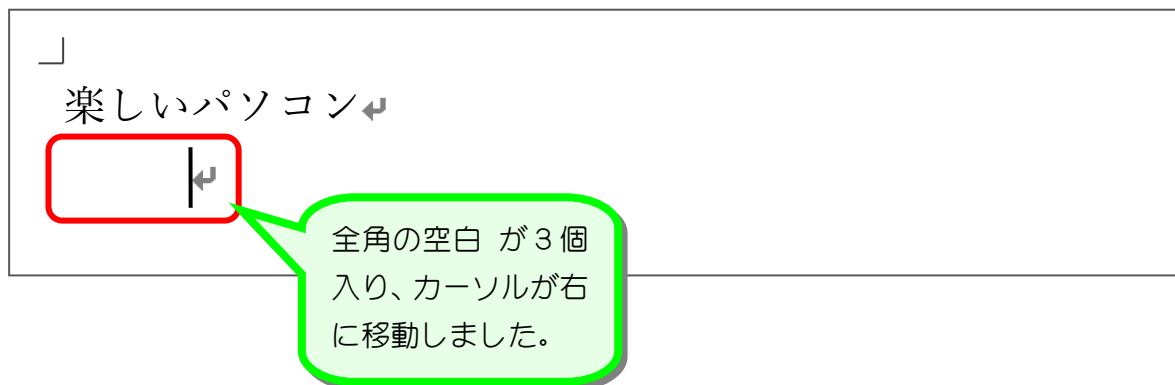 楽しいパソコン↵
↵
全角の空白 が３個
入り、カーソルが右
に移動しました。